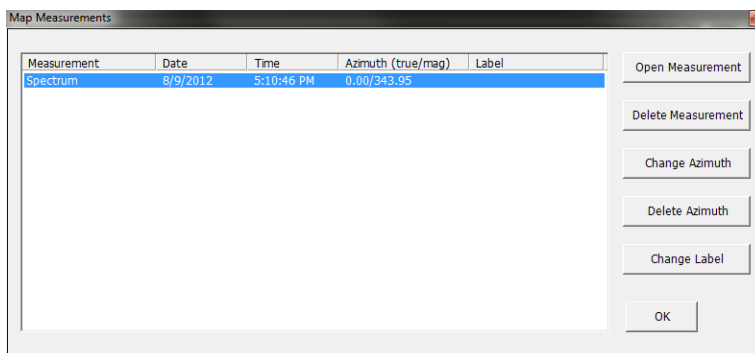 Map Measurements
Measurement Date Time Azimuth (true/mag) Label
Spectrum 8/9/2012 5:10:46 PM 0.00/343.95
Open Measurement
Delete Measurement
Change Azimuth
Delete Azimuth
Change Label
OK